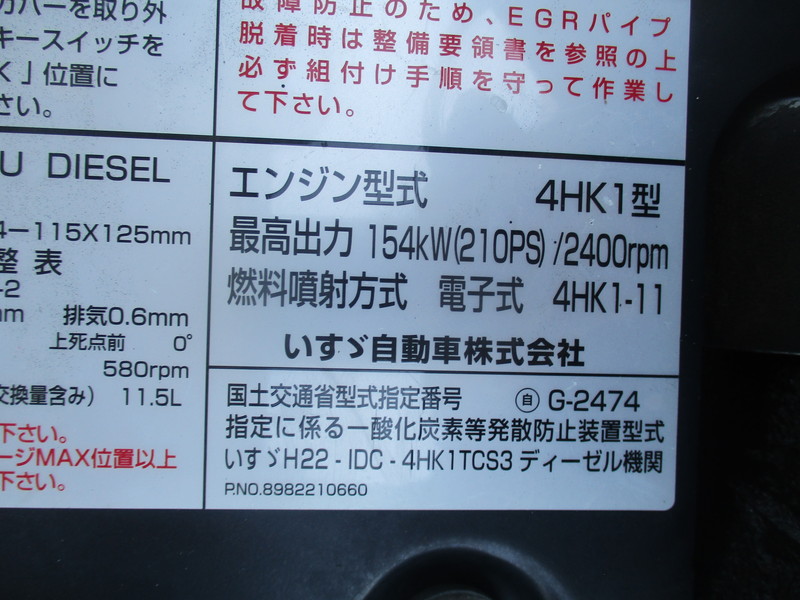 カバーを取り外
キースイッチを
K」位置に
さい。
故障防止のため、EGRパイプ
脱着時は整備要領書を参照の上
必ず組付け手順を守って作業し
て下さい。
U DIESEL
4－115X125mm
整 表
-2
mm 排気0.6mm
上死点前 0°
580rpm
交換量含み） 11.5L
下さい。
ージMAX位置以上
下さい。
エンジン型式 4HK1型
最高出力 154kW(210PS) /2400rpm
燃料噴射方式 電子式 4HK1-11
いすゞ自動車株式会社
国土交通省型式指定番号 ㊀自 G-2474
指定に係る一酸化炭素等発散防止装置型式
いすゞH22 - IDC - 4HK1TCS3 ディーゼル機関
P.NO.8982210660